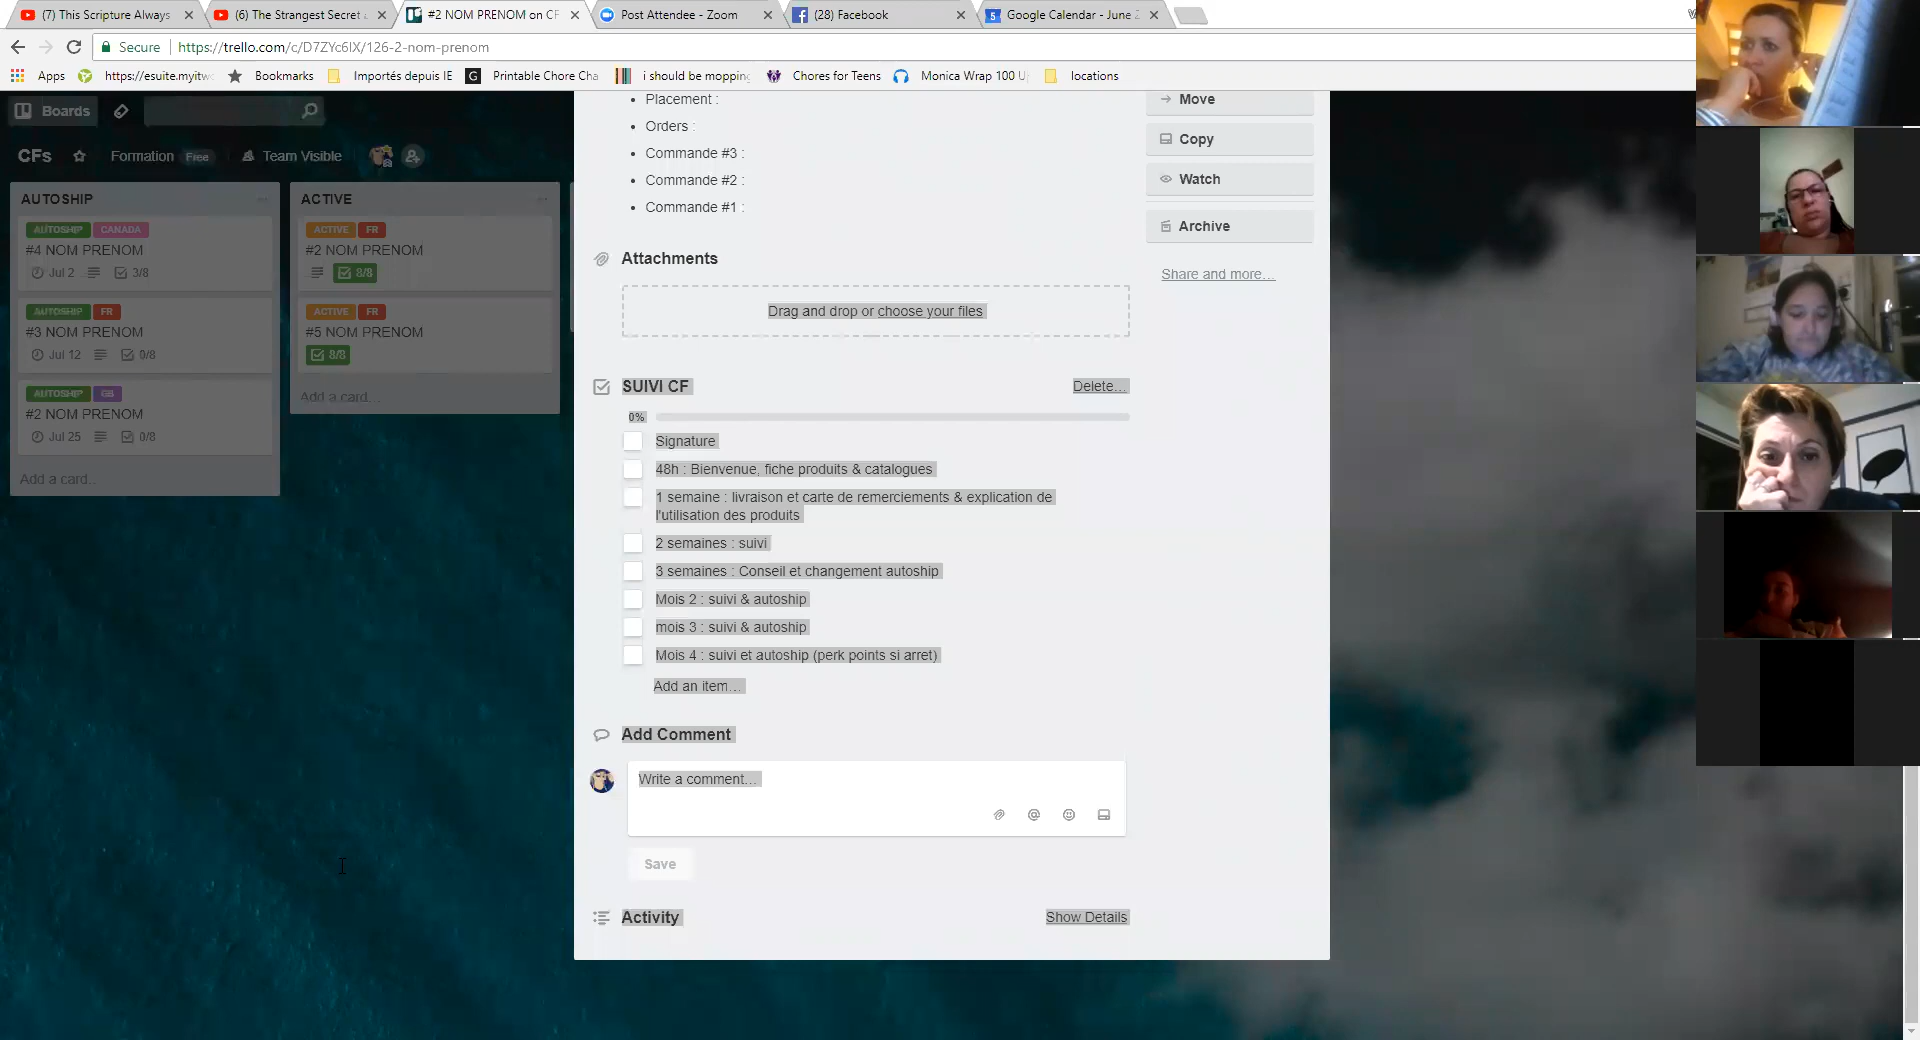 (7) This Scripture Always
(6) The Strangest Secret
#2 NOM PRENOM on CF
Post Attendee - Zoom
(28) Facebook
Google Calendar - June
Secure
https://trello.com/c/D7ZYc6lX/126-2-nom-prenom
Apps
https://esuite.myitw
Bookmarks
Importés depuis IE
Printable Chore Cha
i should be mopping
Chores for Teens
Monica Wrap 100 U
locations
Boards
CFs
Formation
Free
Team Visible
AUTOSHIP
AUTOSHIP CANADA
#4 NOM PRENOM
Jul 2
3/8
AUTOSHIP FR
#3 NOM PRENOM
Jul 12
0/8
AUTOSHIP GB
#2 NOM PRENOM
Jul 25
0/8
Add a card...
ACTIVE
ACTIVE FR
#2 NOM PRENOM
8/8
ACTIVE FR
#5 NOM PRENOM
8/8
Add a card...
Placement :
Orders :
Commande #3 :
Commande #2 :
Commande #1 :
Attachments
Drag and drop or choose your files
SUIVI CF
Delete...
0%
Signature
48h : Bienvenue, fiche produits & catalogues
1 semaine : livraison et carte de remerciements & explication de
l'utilisation des produits
2 semaines : suivi
3 semaines : Conseil et changement autoship
Mois 2 : suivi & autoship
mois 3 : suivi & autoship
Mois 4 : suivi et autoship (perk points si arret)
Add an item...
Add Comment
Write a comment...
Save
Activity
Show Details
Move
Copy
Watch
Archive
Share and more...